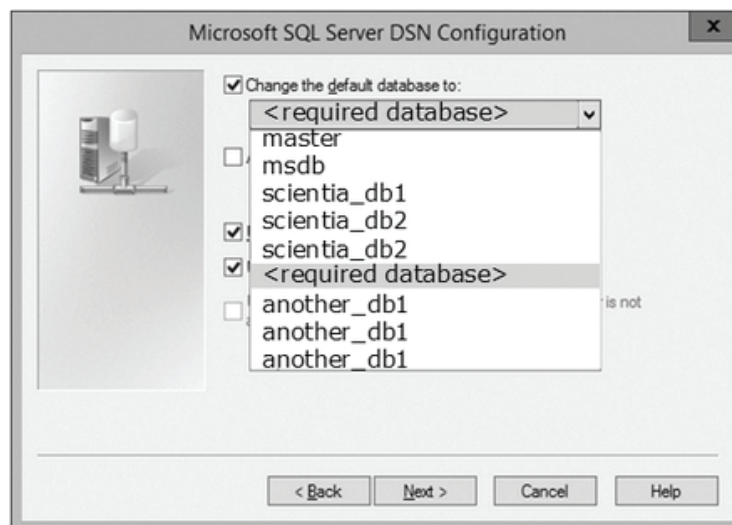 Microsoft SQL Server DSN Configuration
x
Change the default database to:
<required database>
master
msdb
scientia_db1
scientia_db2
scientia_db2
<required database>
another_db1
is not
another_db1
another_db1
< Back
Next >
Cancel
Help